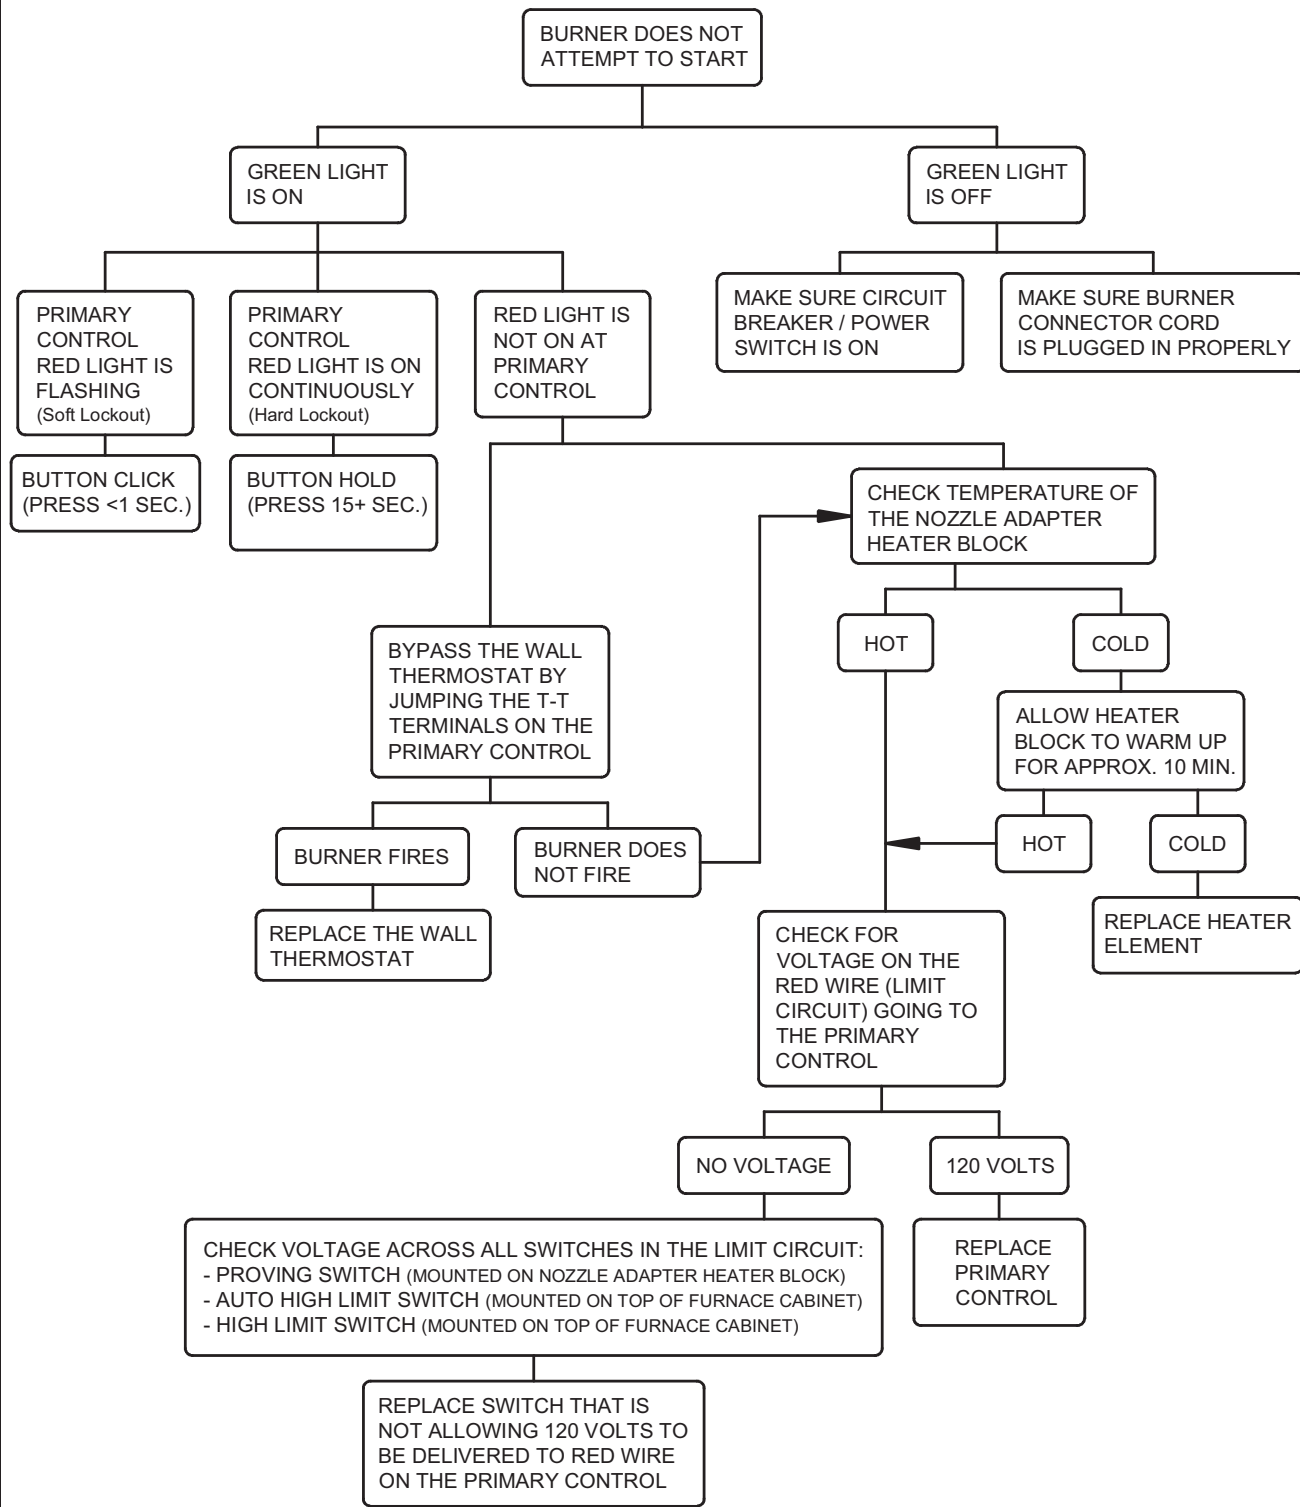 BURNER DOES NOT
ATTEMPT TO START
GREEN LIGHT
IS ON
GREEN LIGHT
IS OFF
PRIMARY
CONTROL
RED LIGHT IS
FLASHING
(Soft Lockout)
PRIMARY
CONTROL
RED LIGHT IS ON
CONTINUOUSLY
(Hard Lockout)
RED LIGHT IS
NOT ON AT
PRIMARY
CONTROL
MAKE SURE CIRCUIT
BREAKER / POWER
SWITCH IS ON
MAKE SURE BURNER
CONNECTOR CORD
IS PLUGGED IN PROPERLY
BUTTON CLICK
(PRESS <1 SEC.)
BUTTON HOLD
(PRESS 15+ SEC.)
CHECK TEMPERATURE OF
THE NOZZLE ADAPTER
HEATER BLOCK
HOT
COLD
BYPASS THE WALL
THERMOSTAT BY
JUMPING THE T-T
TERMINALS ON THE
PRIMARY CONTROL
ALLOW HEATER
BLOCK TO WARM UP
FOR APPROX. 10 MIN.
BURNER FIRES
BURNER DOES
NOT FIRE
HOT
COLD
REPLACE THE WALL
THERMOSTAT
CHECK FOR
VOLTAGE ON THE
RED WIRE (LIMIT
CIRCUIT) GOING TO
THE PRIMARY
CONTROL
REPLACE HEATER
ELEMENT
NO VOLTAGE
120 VOLTS
CHECK VOLTAGE ACROSS ALL SWITCHES IN THE LIMIT CIRCUIT:
- PROVING SWITCH (MOUNTED ON NOZZLE ADAPTER HEATER BLOCK)
- AUTO HIGH LIMIT SWITCH (MOUNTED ON TOP OF FURNACE CABINET)
- HIGH LIMIT SWITCH (MOUNTED ON TOP OF FURNACE CABINET)
REPLACE
PRIMARY
CONTROL
REPLACE SWITCH THAT IS
NOT ALLOWING 120 VOLTS TO
BE DELIVERED TO RED WIRE
ON THE PRIMARY CONTROL